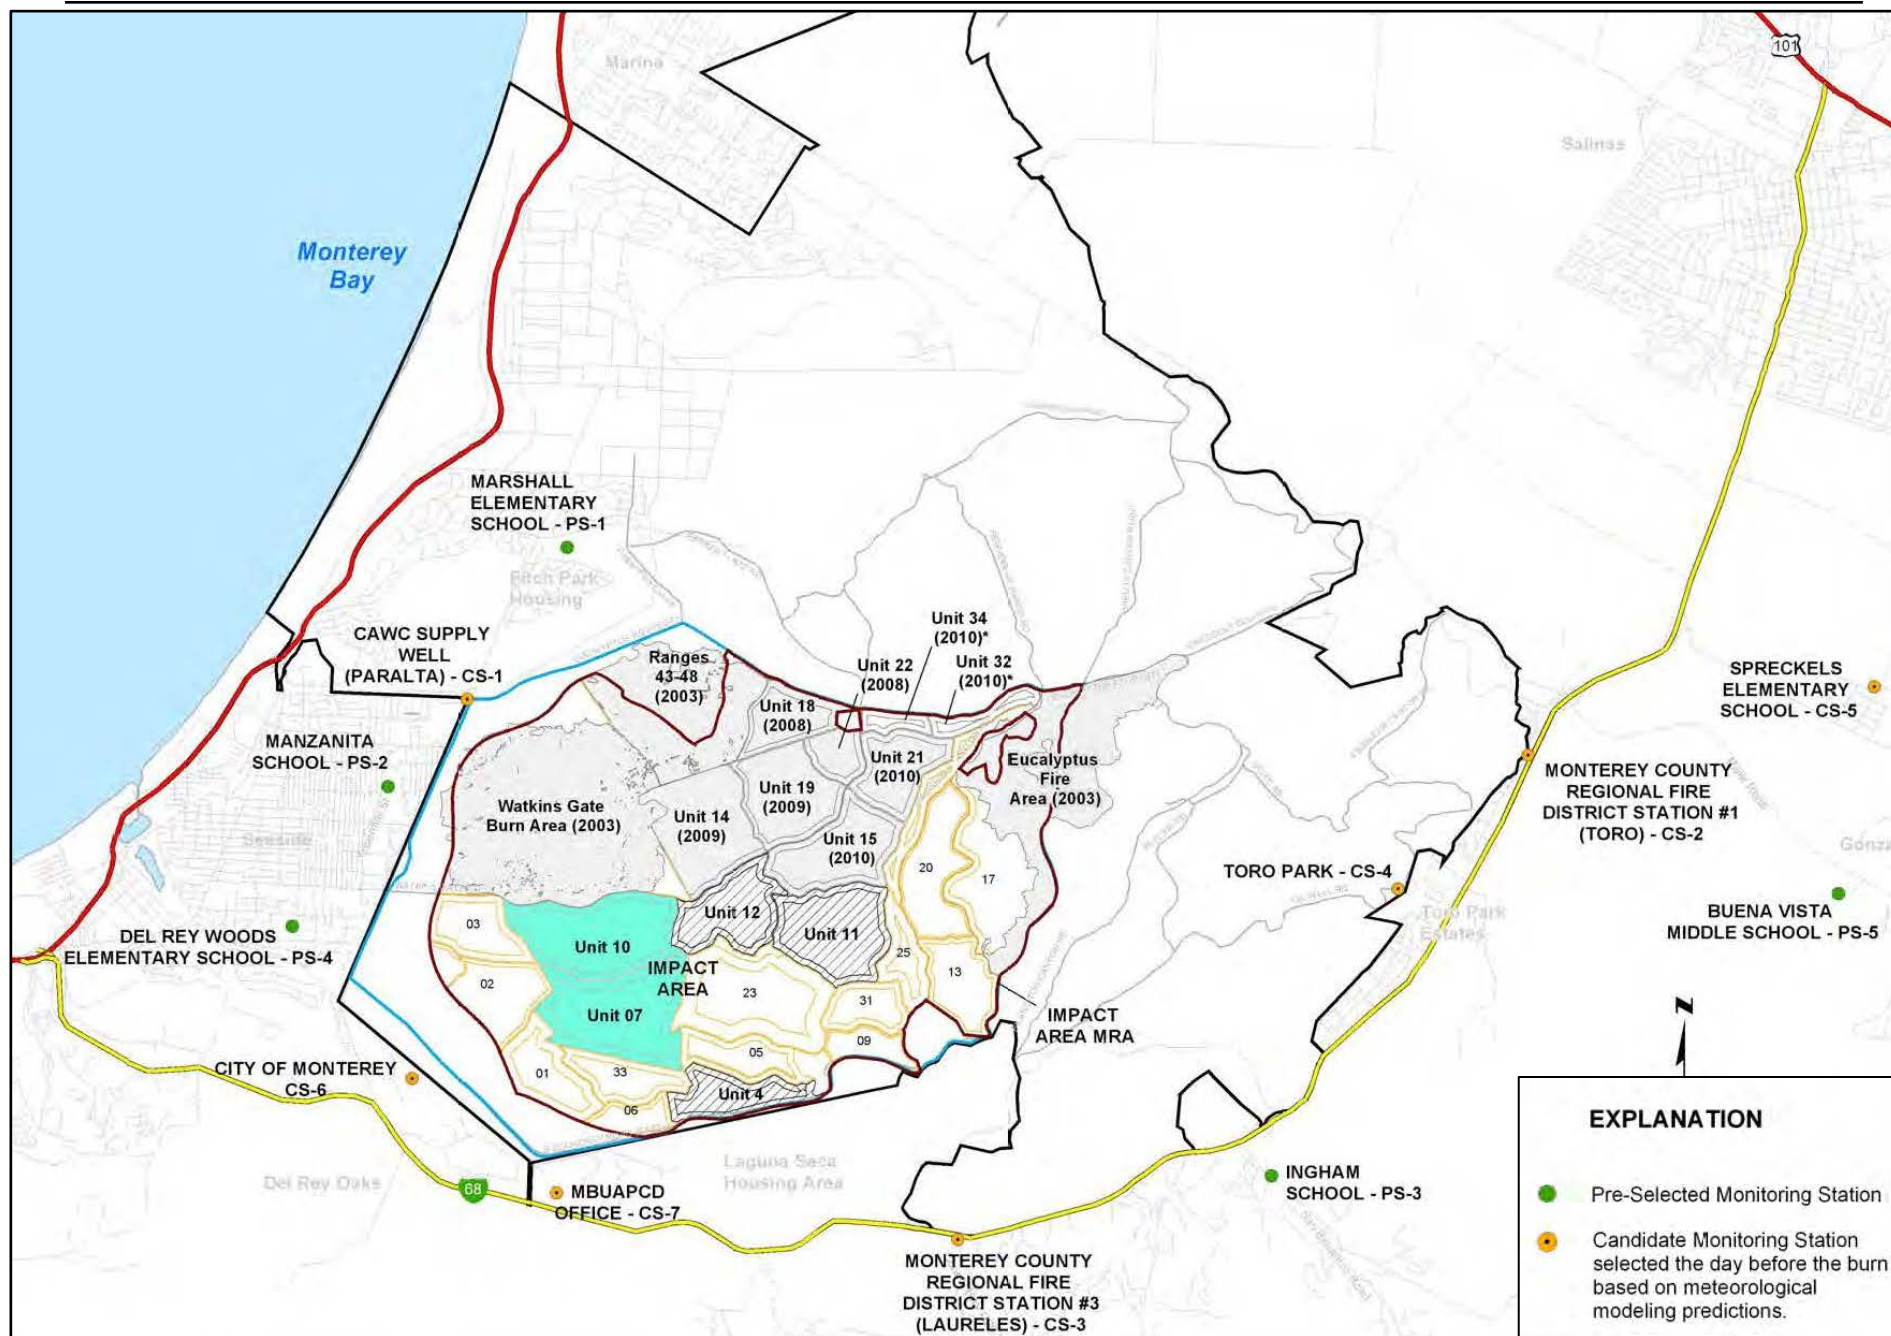 101
Marina
Salinas
Monterey
Bay
MARSHALL
ELEMENTARY
SCHOOL - PS-1
Fitch Park
Housing
CAWC SUPPLY
WELL
(PARALTA) - CS-1
Ranges
43-48
(2003)
Unit 34
(2010)*
Unit 22
(2008)
Unit 32
(2010)*
Unit 18
(2008)
SPRECKELS
ELEMENTARY
SCHOOL - CS-5
MANZANITA
SCHOOL - PS-2
Unit 21
(2010)
Eucalyptus
Fire
Area (2003)
MONTEREY COUNTY
REGIONAL FIRE
DISTRICT STATION #1
(TORO) - CS-2
Watkins Gate
Burn Area (2003)
Unit 19
(2009)
Unit 14
(2009)
Unit 15
(2010)
Seaside
20
17
TORO PARK - CS-4
Toro Park
Estates
BUENA VISTA
MIDDLE SCHOOL - PS-5
DEL REY WOODS
ELEMENTARY SCHOOL - PS-4
03
Unit 12
Unit 11
Unit 10
IMPACT
AREA
25
13
02
23
31
Unit 07
IMPACT
AREA MRA
09
05
CITY OF MONTEREY
CS-6
01
33
06
Unit 4
Laguna Seca
Housing Area
Del Rey Oaks
68
MBUAPCD
OFFICE - CS-7
INGHAM
SCHOOL - PS-3
MONTEREY COUNTY
REGIONAL FIRE
DISTRICT STATION #3
(LAURELES) - CS-3
N
EXPLANATION
Pre-Selected Monitoring Station
Candidate Monitoring Station
selected the day before the burn
based on meteorological
modeling predictions.